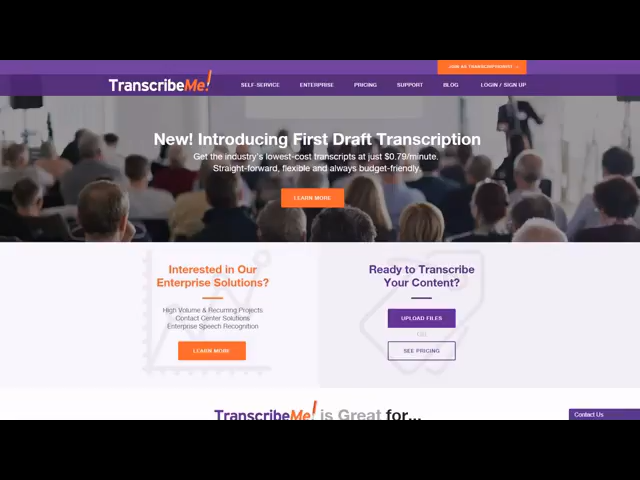 JOIN AS TRANSCRIPTIONIST
TranscribeMe!
SELF-SERVICE
ENTERPRISE
PRICING
SUPPORT
BLOG
LOGIN / SIGN UP
New! Introducing First Draft Transcription
Get the industry's lowest-cost transcripts at just $0.79/minute.
Straight-forward, flexible and always budget-friendly.
LEARN MORE
Interested in Our
Enterprise Solutions?
High Volume & Recurring Projects
Contact Center Solutions
Enterprise Speech Recognition
LEARN MORE
Ready to Transcribe
Your Content?
UPLOAD FILES
OR
SEE PRICING
TranscribeMe! is Great for...
Contact Us